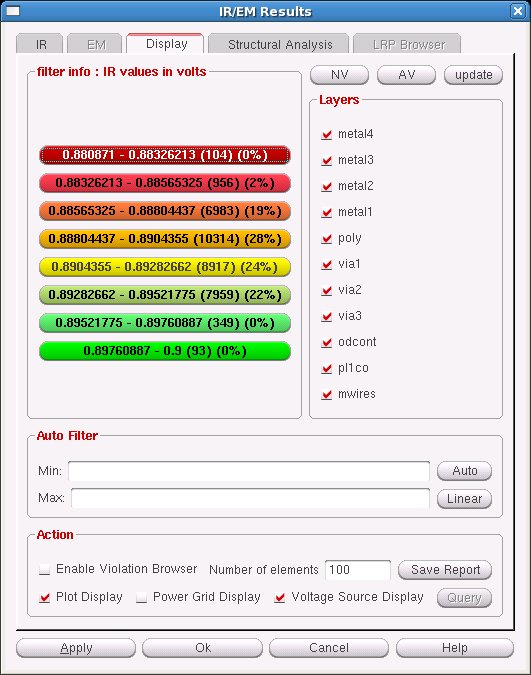 IR/EM Results
IR EM Display Structural Analysis LRP Browser
filter info : IR values in volts
NV AV update
0.880871 - 0.88326213 (104) (0%)
0.88326213 - 0.88565325 (956) (2%)
0.88565325 - 0.88804437 (6983) (19%)
0.88804437 - 0.8904355 (10314) (28%)
0.8904355 - 0.89282662 (8917) (24%)
0.89282662 - 0.89521775 (7959) (22%)
0.89521775 - 0.89760887 (349) (0%)
0.89760887 - 0.9 (93) (0%)
Layers
metal4
metal3
metal2
metal1
poly
via1
via2
via3
odcont
pl1co
mwires
Auto Filter
Min: Auto
Max: Linear
Action
Enable Violation Browser Number of elements 100 Save Report
Plot Display Power Grid Display Voltage Source Display Query
Apply Ok Cancel Help